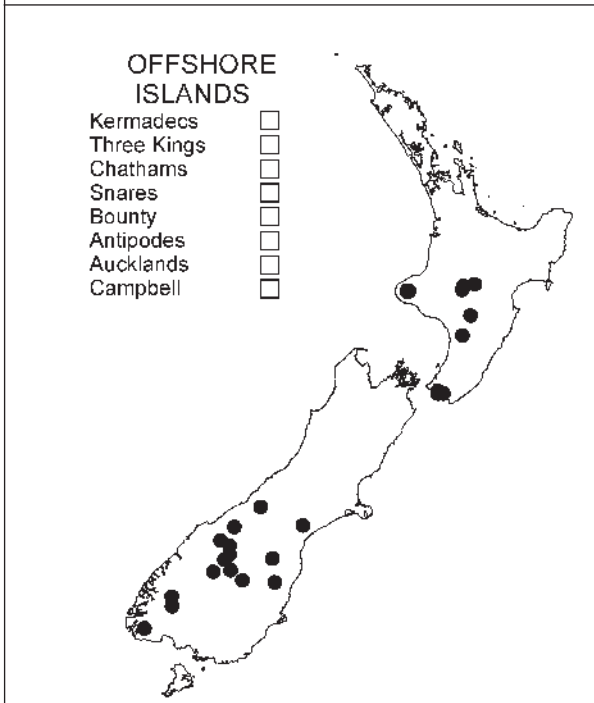 OFFSHORE
ISLANDS
Kermadecs
Three Kings
Chathams
Snares
Bounty
Antipodes
Aucklands
Campbell